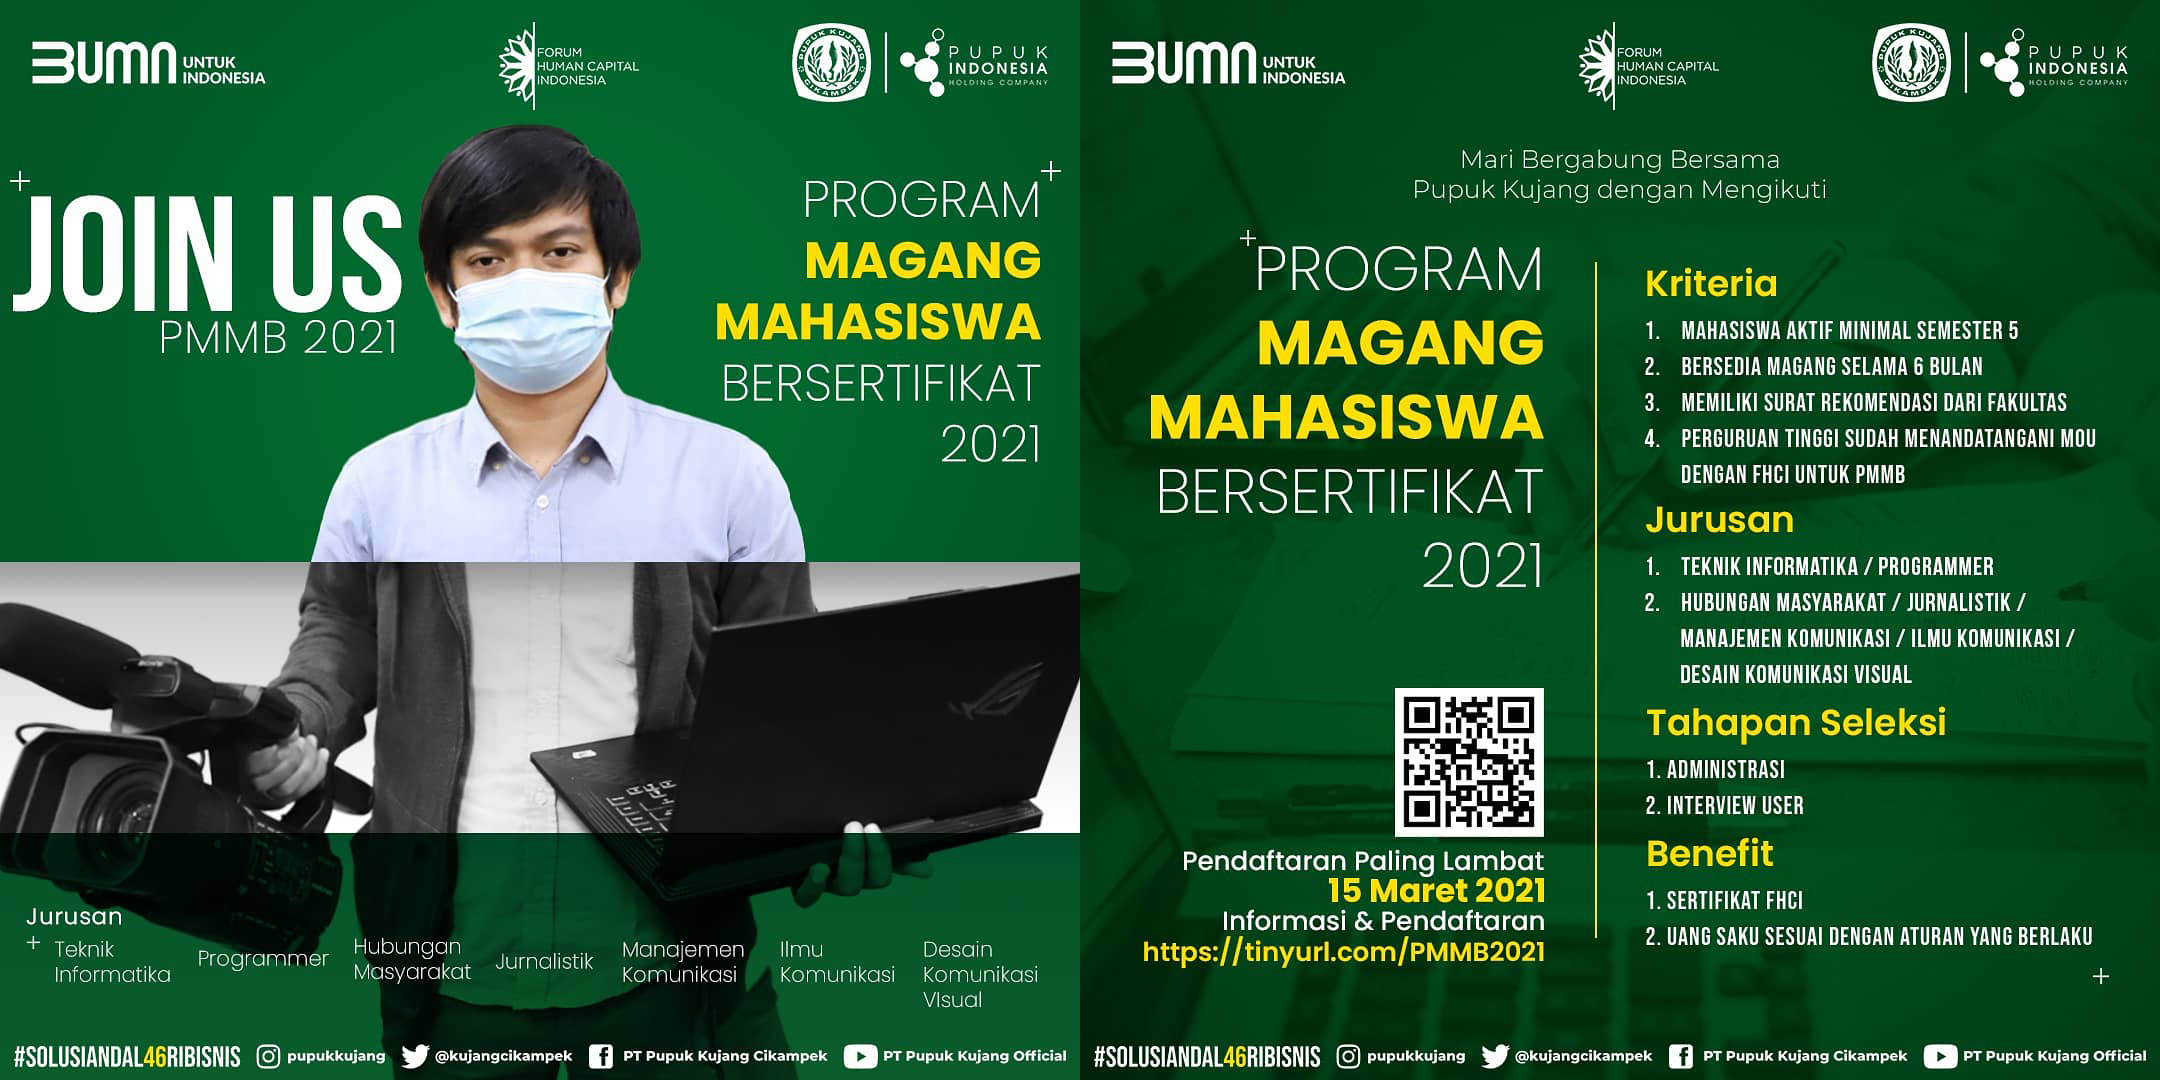 BUMN UNTUK
INDONESIA
FORUM
HUMAN CAPITAL
INDONESIA
PUPUK KUJANG
CIKAMPEK
PUPUK
INDONESIA
HOLDING COMPANY
JOIN US
PMMB 2021
PROGRAM
MAGANG
MAHASISWA
BERSERTIFIKAT
2021
Jurusan
Teknik
Informatika
Programmer
Hubungan
Masyarakat
Jurnalistik
Manajemen
Komunikasi
Ilmu
Komunikasi
Desain
Komunikasi
VIsual
#SOLUSIANDAL46RIBISNIS pupukkujang @kujangcikampek PT Pupuk Kujang Cikampek PT Pupuk Kujang Official
BUMN UNTUK
INDONESIA
FORUM
HUMAN CAPITAL
INDONESIA
PUPUK KUJANG
CIKAMPEK
PUPUK
INDONESIA
HOLDING COMPANY
Mari Bergabung Bersama
Pupuk Kujang dengan Mengikuti
PROGRAM
MAGANG
MAHASISWA
BERSERTIFIKAT
2021
Pendaftaran Paling Lambat
15 Maret 2021
Informasi & Pendaftaran
https://tinyurl.com/PMMB2021
Kriteria
1. MAHASISWA AKTIF MINIMAL SEMESTER 5
2. BERSEDIA MAGANG SELAMA 6 BULAN
3. MEMILIKI SURAT REKOMENDASI DARI FAKULTAS
4. PERGURUAN TINGGI SUDAH MENANDATANGANI MOU
DENGAN FHCI UNTUK PMMB
Jurusan
1. TEKNIK INFORMATIKA / PROGRAMMER
2. HUBUNGAN MASYARAKAT / JURNALISTIK /
MANAJEMEN KOMUNIKASI / ILMU KOMUNIKASI /
DESAIN KOMUNIKASI VISUAL
Tahapan Seleksi
1. ADMINISTRASI
2. INTERVIEW USER
Benefit
1. SERTIFIKAT FHCI
2. UANG SAKU SESUAI DENGAN ATURAN YANG BERLAKU
#SOLUSIANDAL46RIBISNIS pupukkujang @kujangcikampek PT Pupuk Kujang Cikampek PT Pupuk Kujang Official